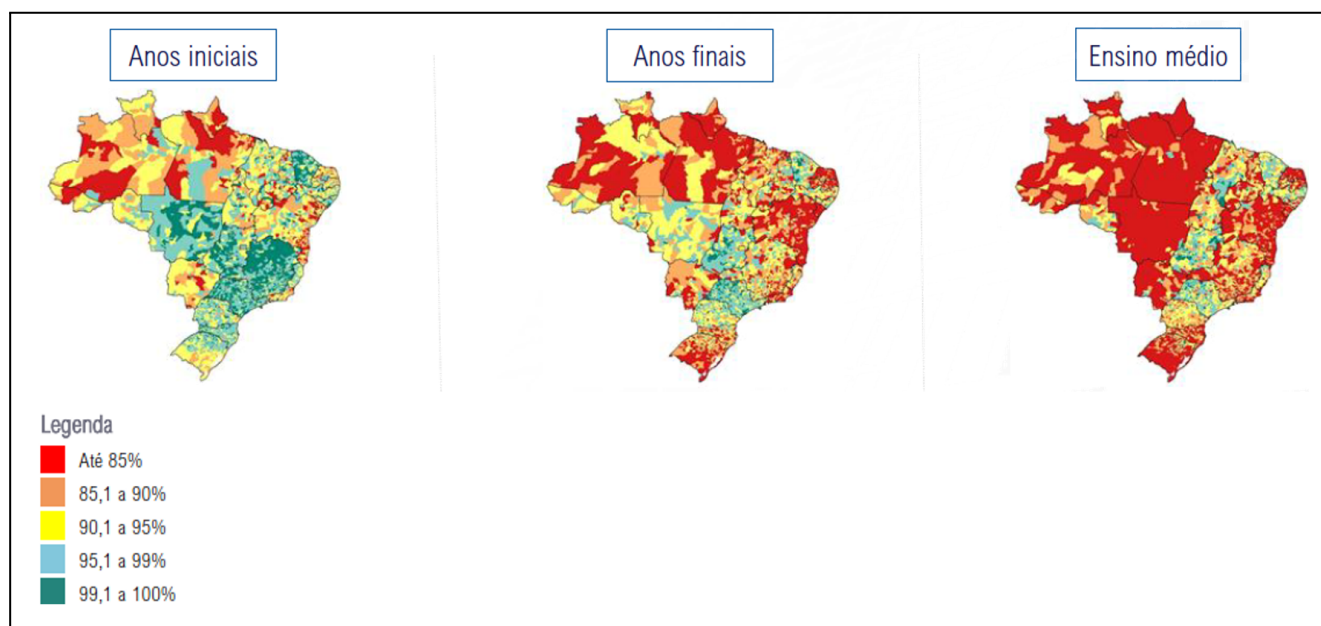 Anos iniciais
Anos finais
Ensino médio
Legenda
Até 85%
85,1 a 90%
90,1 a 95%
95,1 a 99%
99,1 a 100%